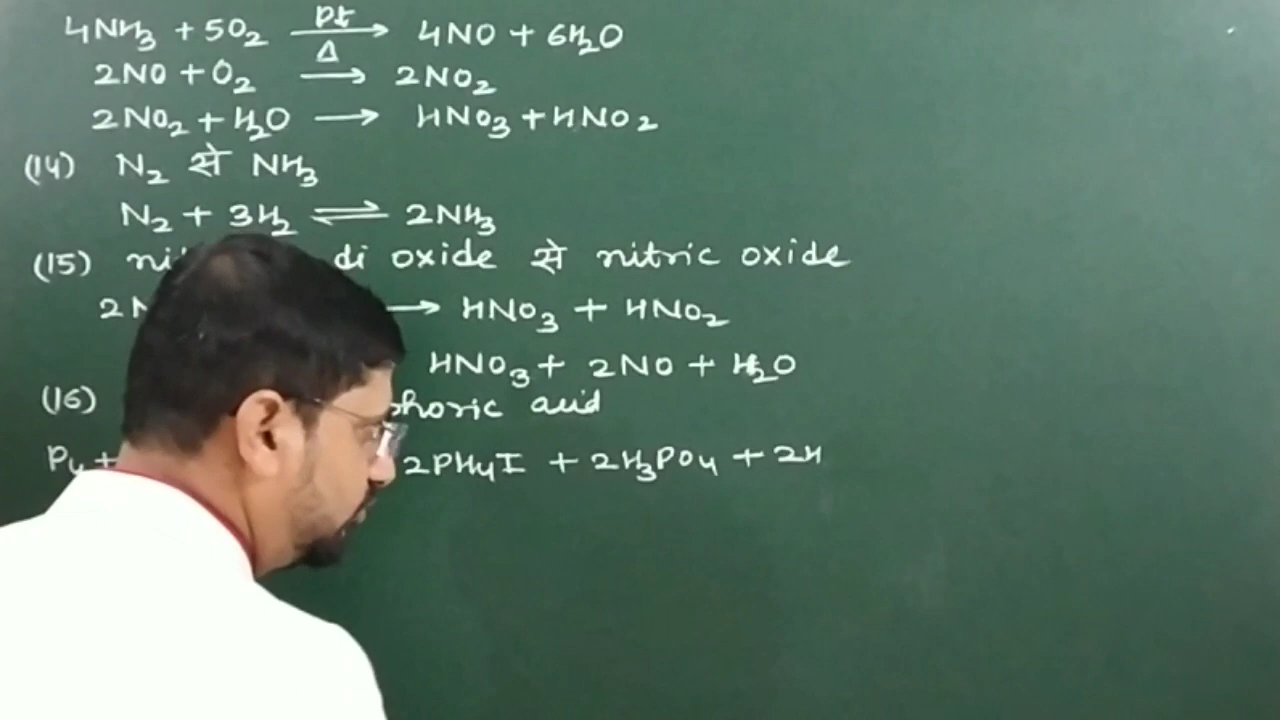 4NH₃ + 5O₂ —Pt/Δ→ 4NO + 6H₂O
2NO + O₂ → 2NO₂
2NO₂ + H₂O → HNO₃ + HNO₂
(14) N₂ से NH₃
N₂ + 3H₂ ⇌ 2NH₃
(15) di oxide से nitric oxide
→ HNO₃ + HNO₂
HNO₃ + 2NO + H₂O
(16) acid
P₄ + 2PH₄I + 2H₃PO₄ + 2H